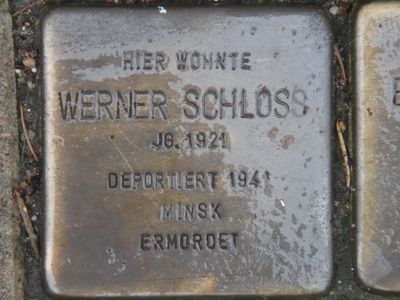 HIER WOHNTE
WERNER SCHLOSS
JG. 1921
DEPORTIERT 1941
MINSK
ERMORDET